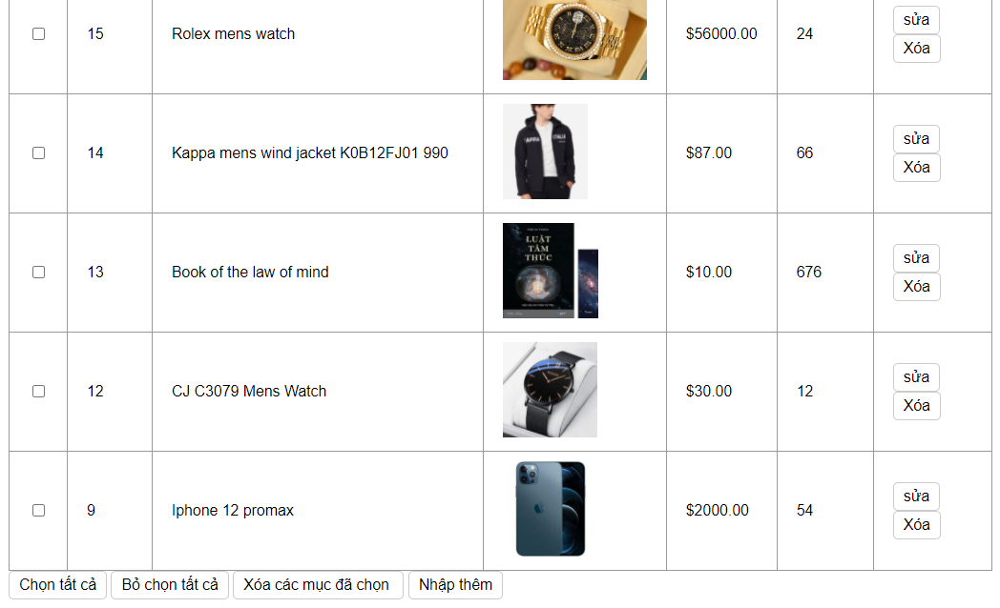 15 Rolex mens watch $56000.00 24 sửa
Xóa
14 Kappa mens wind jacket K0B12FJ01 990 $87.00 66 sửa
Xóa
APPA ITALIA
13 Book of the law of mind $10.00 676 sửa
Xóa
LUẬT
TÂM
THỨC
12 CJ C3079 Mens Watch $30.00 12 sửa
Xóa
9 Iphone 12 promax $2000.00 54 sửa
Xóa
Chọn tất cả Bỏ chọn tất cả Xóa các mục đã chọn Nhập thêm